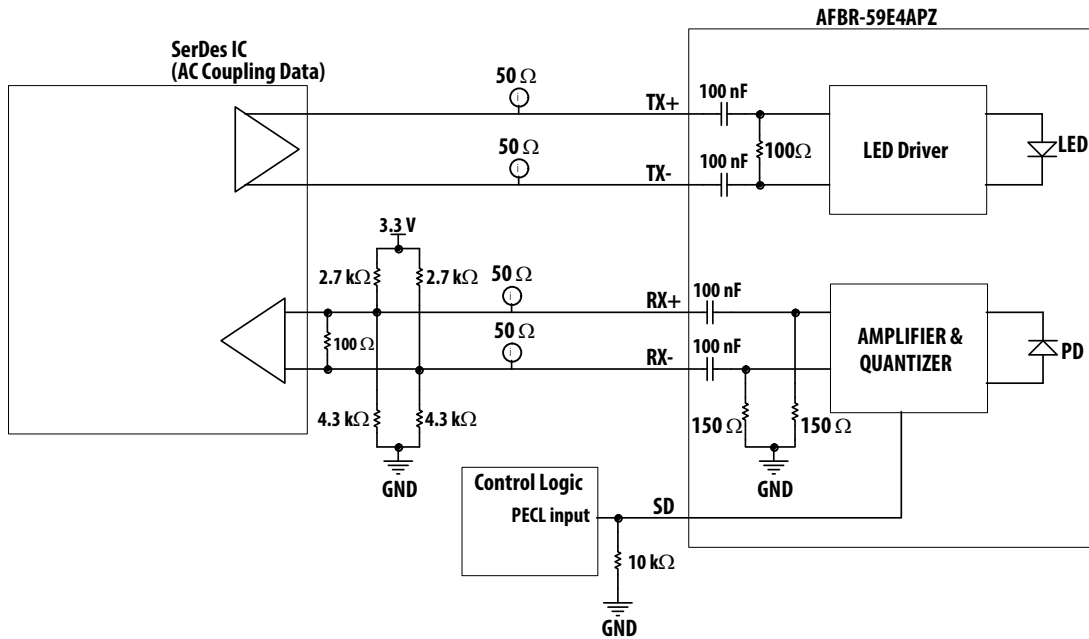 AFBR-59E4APZ
SerDes IC
(AC Coupling Data)
50 Ω
TX+
100 nF
50 Ω
TX-
100 nF
100Ω
LED Driver
LED
3.3 V
2.7 kΩ
2.7 kΩ
50 Ω
RX+
100 nF
100 Ω
50 Ω
RX-
100 nF
AMPLIFIER &
QUANTIZER
PD
4.3 kΩ
4.3 kΩ
150 Ω
150 Ω
GND
GND
Control Logic
PECL input
SD
10 kΩ
GND